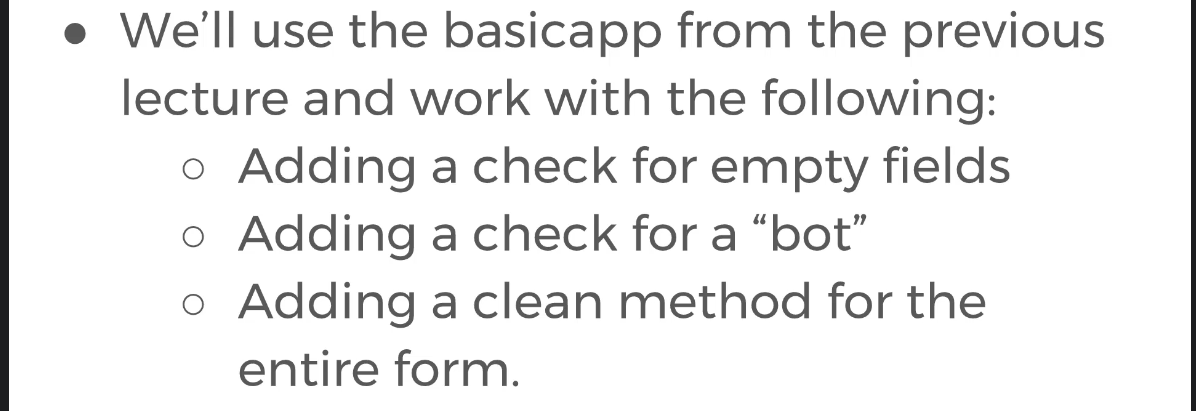 ● We’ll use the basicapp from the previous
lecture and work with the following:
○ Adding a check for empty fields
○ Adding a check for a “bot”
○ Adding a clean method for the
entire form.